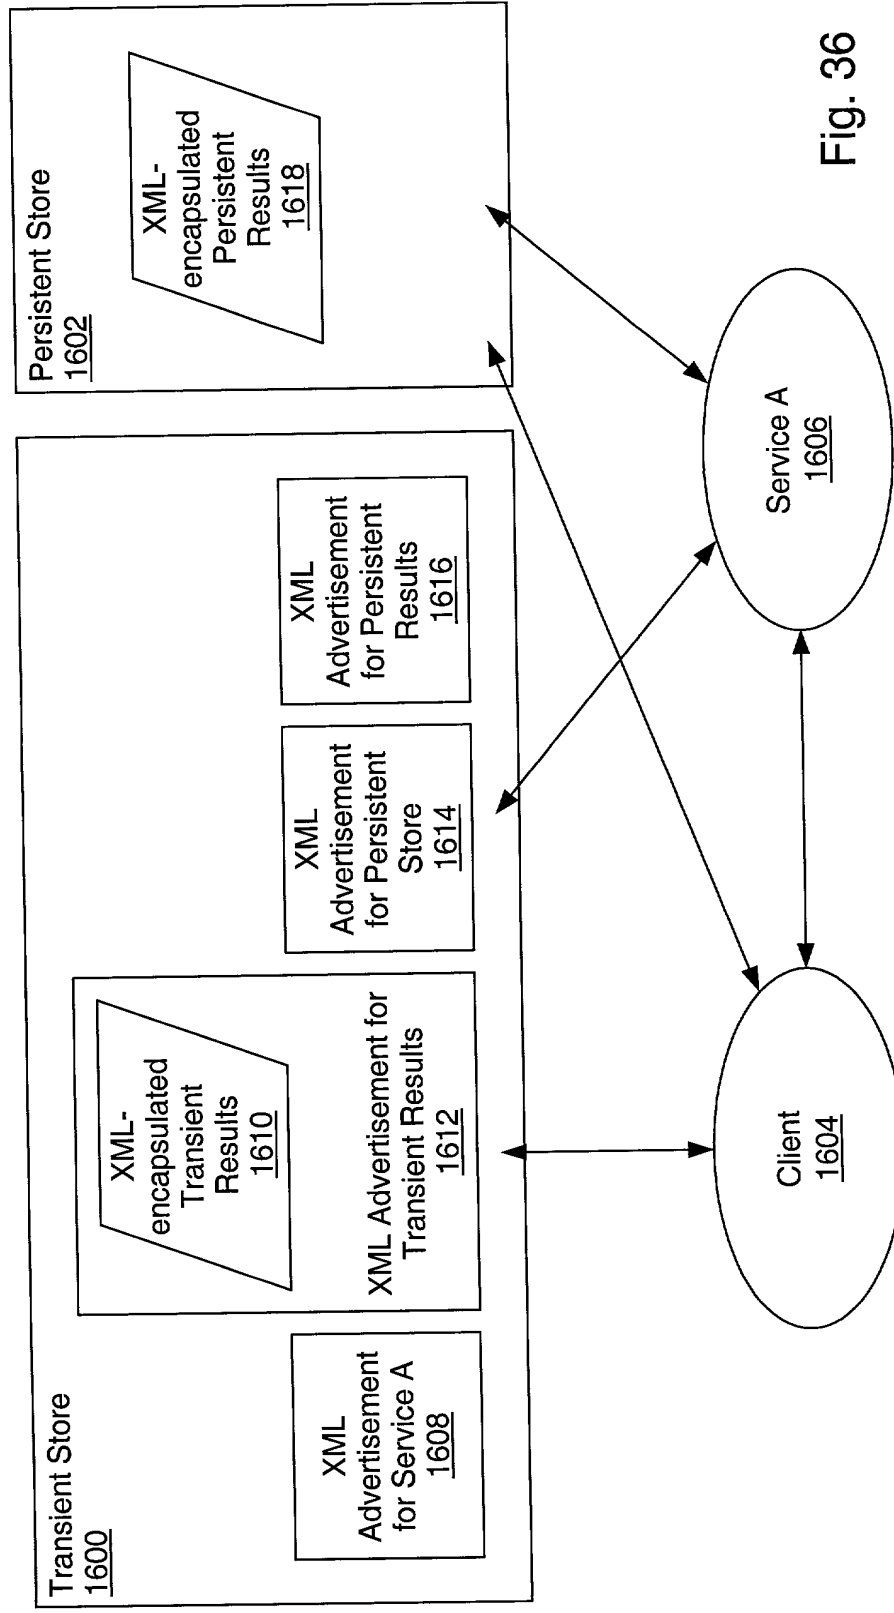 Transient Store
1600
XML
Advertisement
for Service A
1608
XML-
encapsulated
Transient
Results
1610
XML Advertisement for
Transient Results
1612
XML
Advertisement
for Persistent
Store
1614
XML
Advertisement
for Persistent
Results
1616
Persistent Store
1602
XML-
encapsulated
Persistent
Results
1618
Client
1604
Service A
1606
Fig. 36